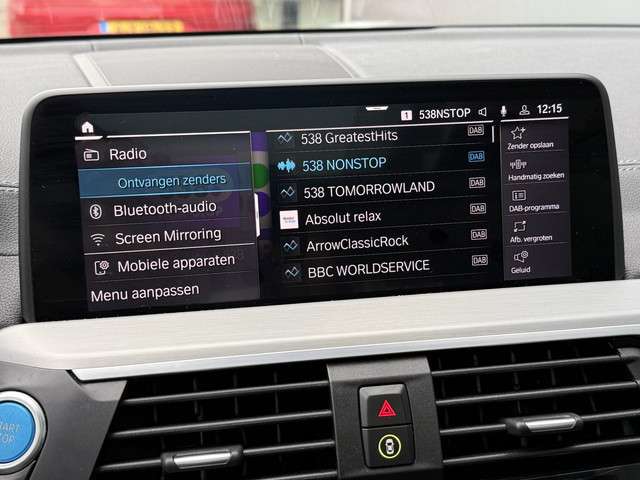 1 538NSTOP 12:15
Radio
Ontvangen zenders
Bluetooth-audio
Screen Mirroring
Mobiele apparaten
Menu aanpassen
538 GreatestHits DAB
538 NONSTOP DAB
538 TOMORROWLAND DAB
Absolut relax DAB
ArrowClassicRock DAB
BBC WORLDSERVICE DAB
Zender opslaan
Handmatig zoeken
DAB-programma
Afb. vergroten
Geluid
START
STOP